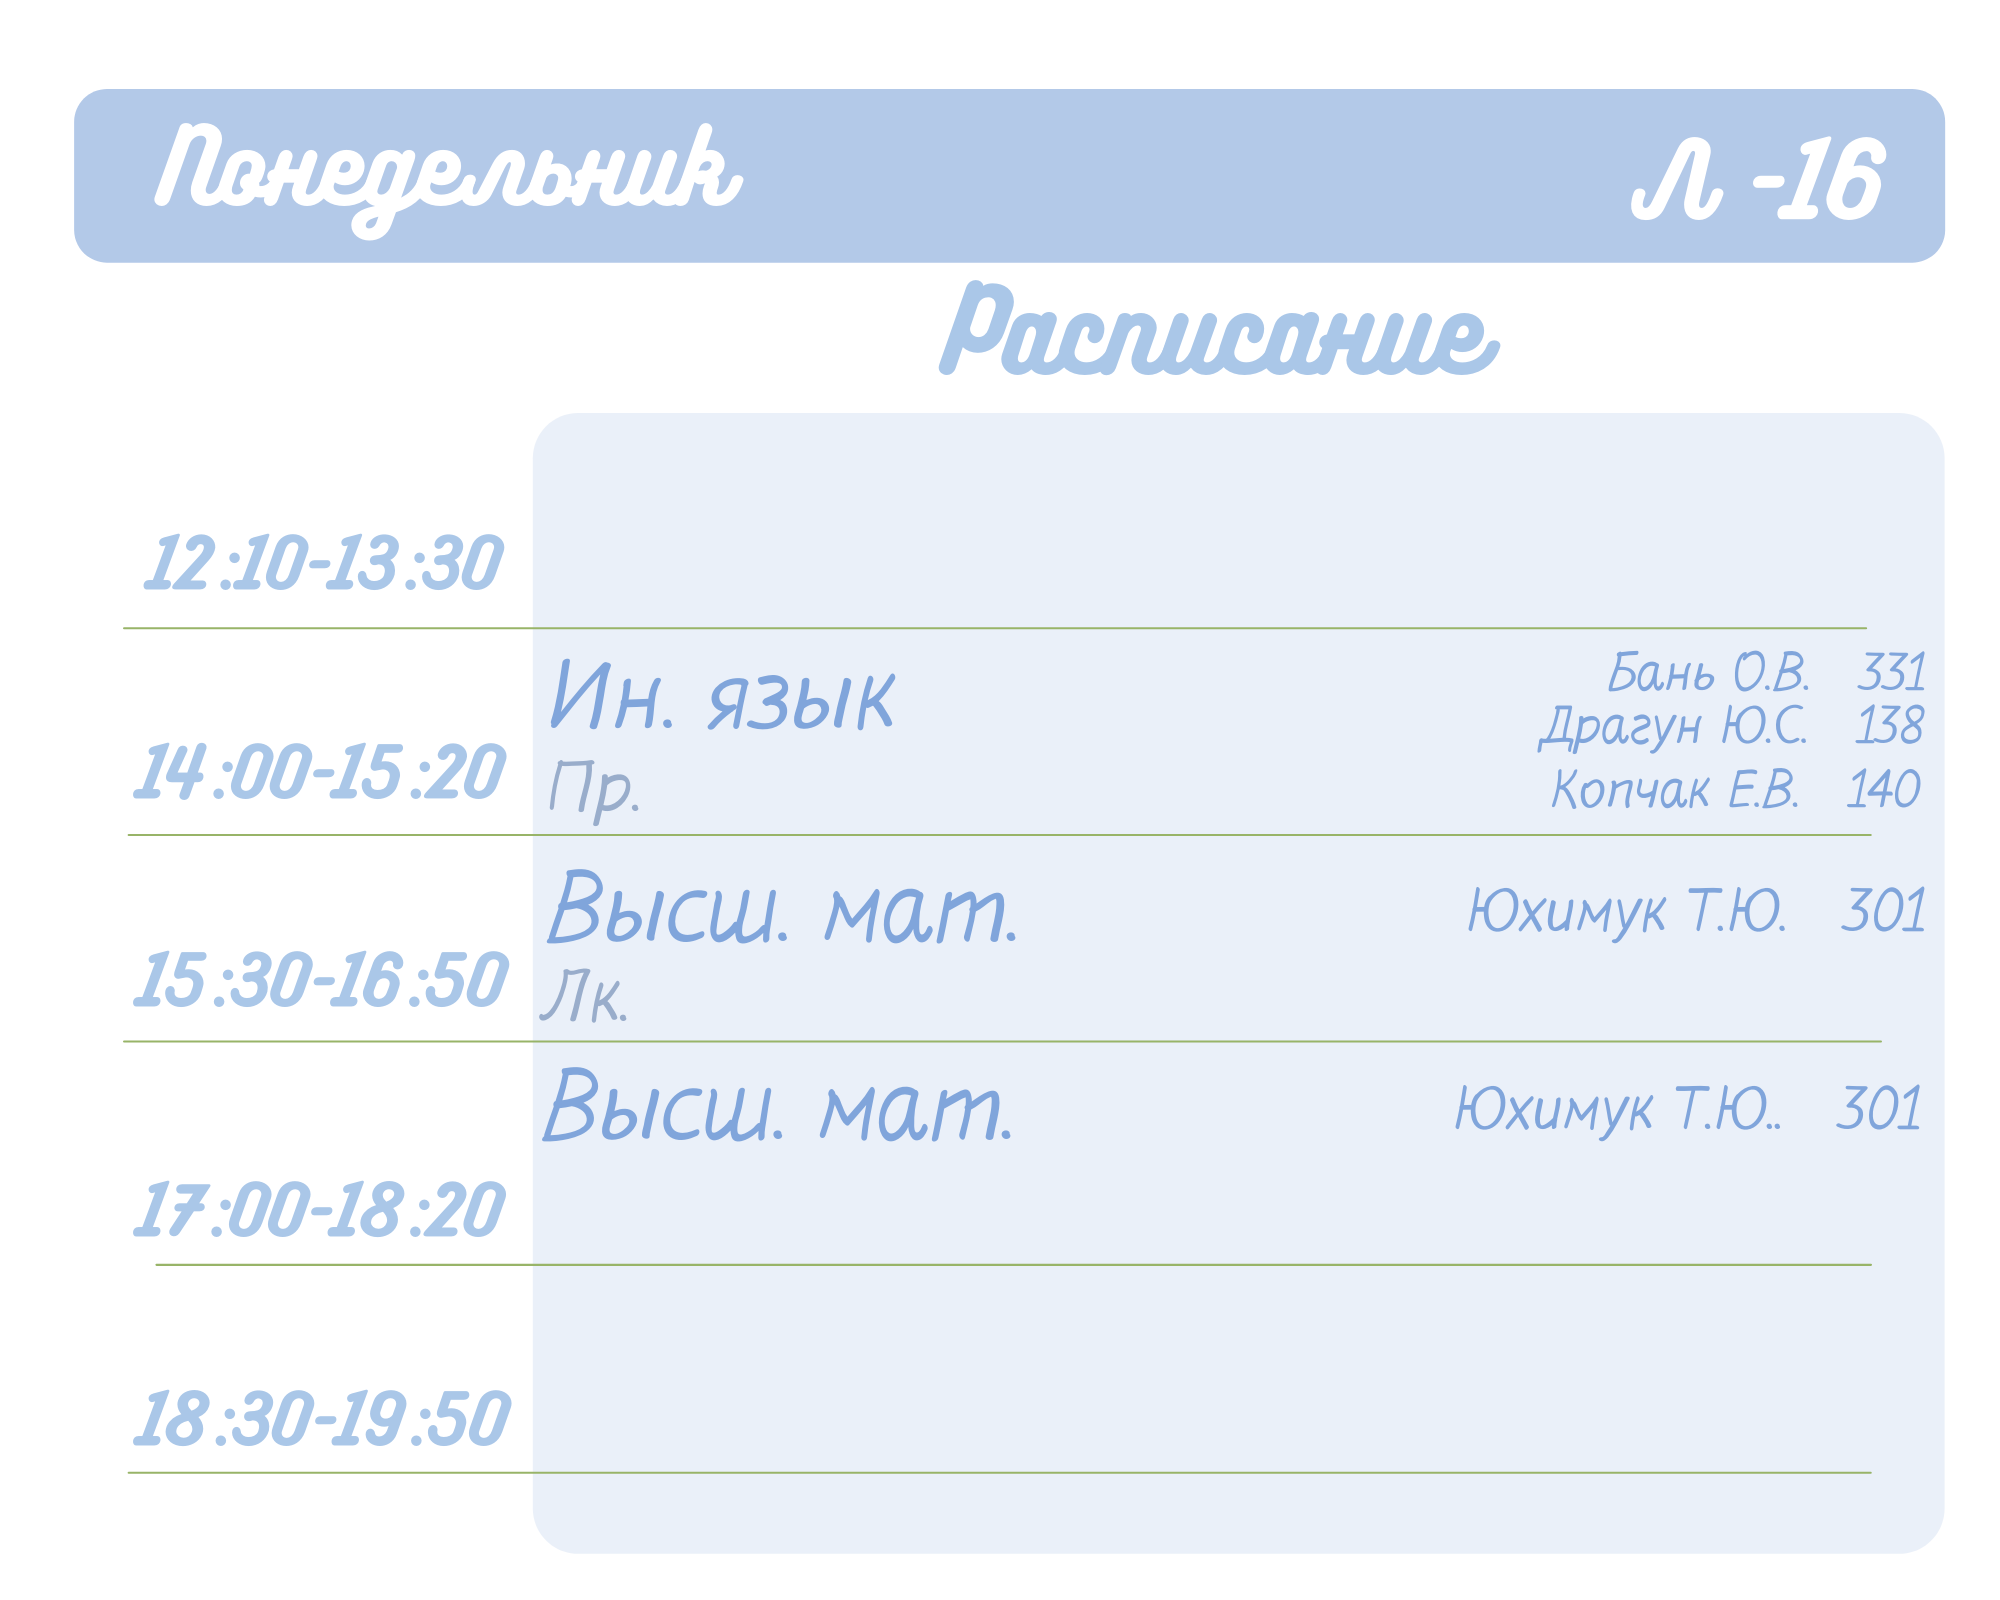 Понедельник Л -16
Расписание
12:10-13:30
Ин. язык Бань О.В. 331
Драгун Ю.С. 138
14:00-15:20 Пр. Копчак Е.В. 140
Высш. мат. Юхимук Т.Ю. 301
15:30-16:50 Лк.
Высш. мат. Юхимук Т.Ю.. 301
17:00-18:20
18:30-19:50